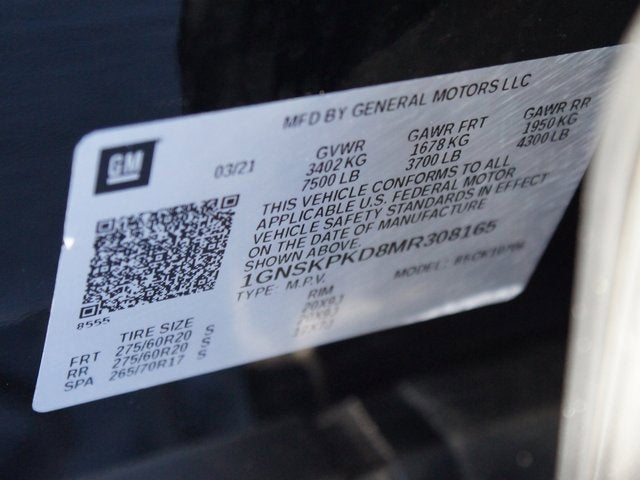 MFD BY GENERAL MOTORS LLC
GM
03/21
GVWR GAWR FRT GAWR RR
3402 KG 1678 KG 1950 KG
7500 LB 3700 LB 4300 LB
THIS VEHICLE CONFORMS TO ALL
APPLICABLE U.S. FEDERAL MOTOR
VEHICLE SAFETY STANDARDS IN EFFECT
ON THE DATE OF MANUFACTURE
SHOWN ABOVE.
1GNSKPKD8MR308165
TYPE: M.P.V. MODEL:
8555
TIRE SIZE RIM
FRT 275/60R20 S 20X9J
RR 275/60R20 S 20X9J
SPA 265/70R17 S 17X7J